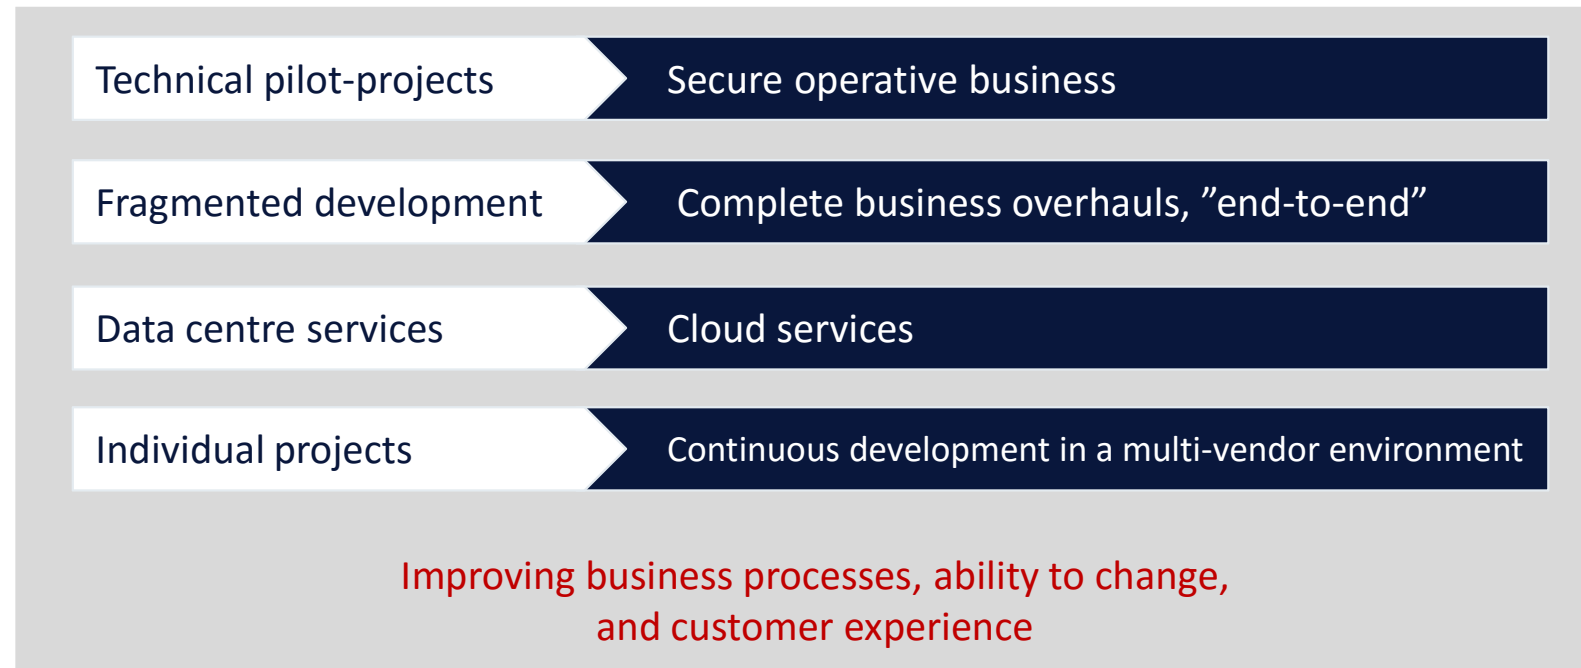 Technical pilot-projects Secure operative business
Fragmented development Complete business overhauls, ”end-to-end”
Data centre services Cloud services
Individual projects Continuous development in a multi-vendor environment
Improving business processes, ability to change,
and customer experience